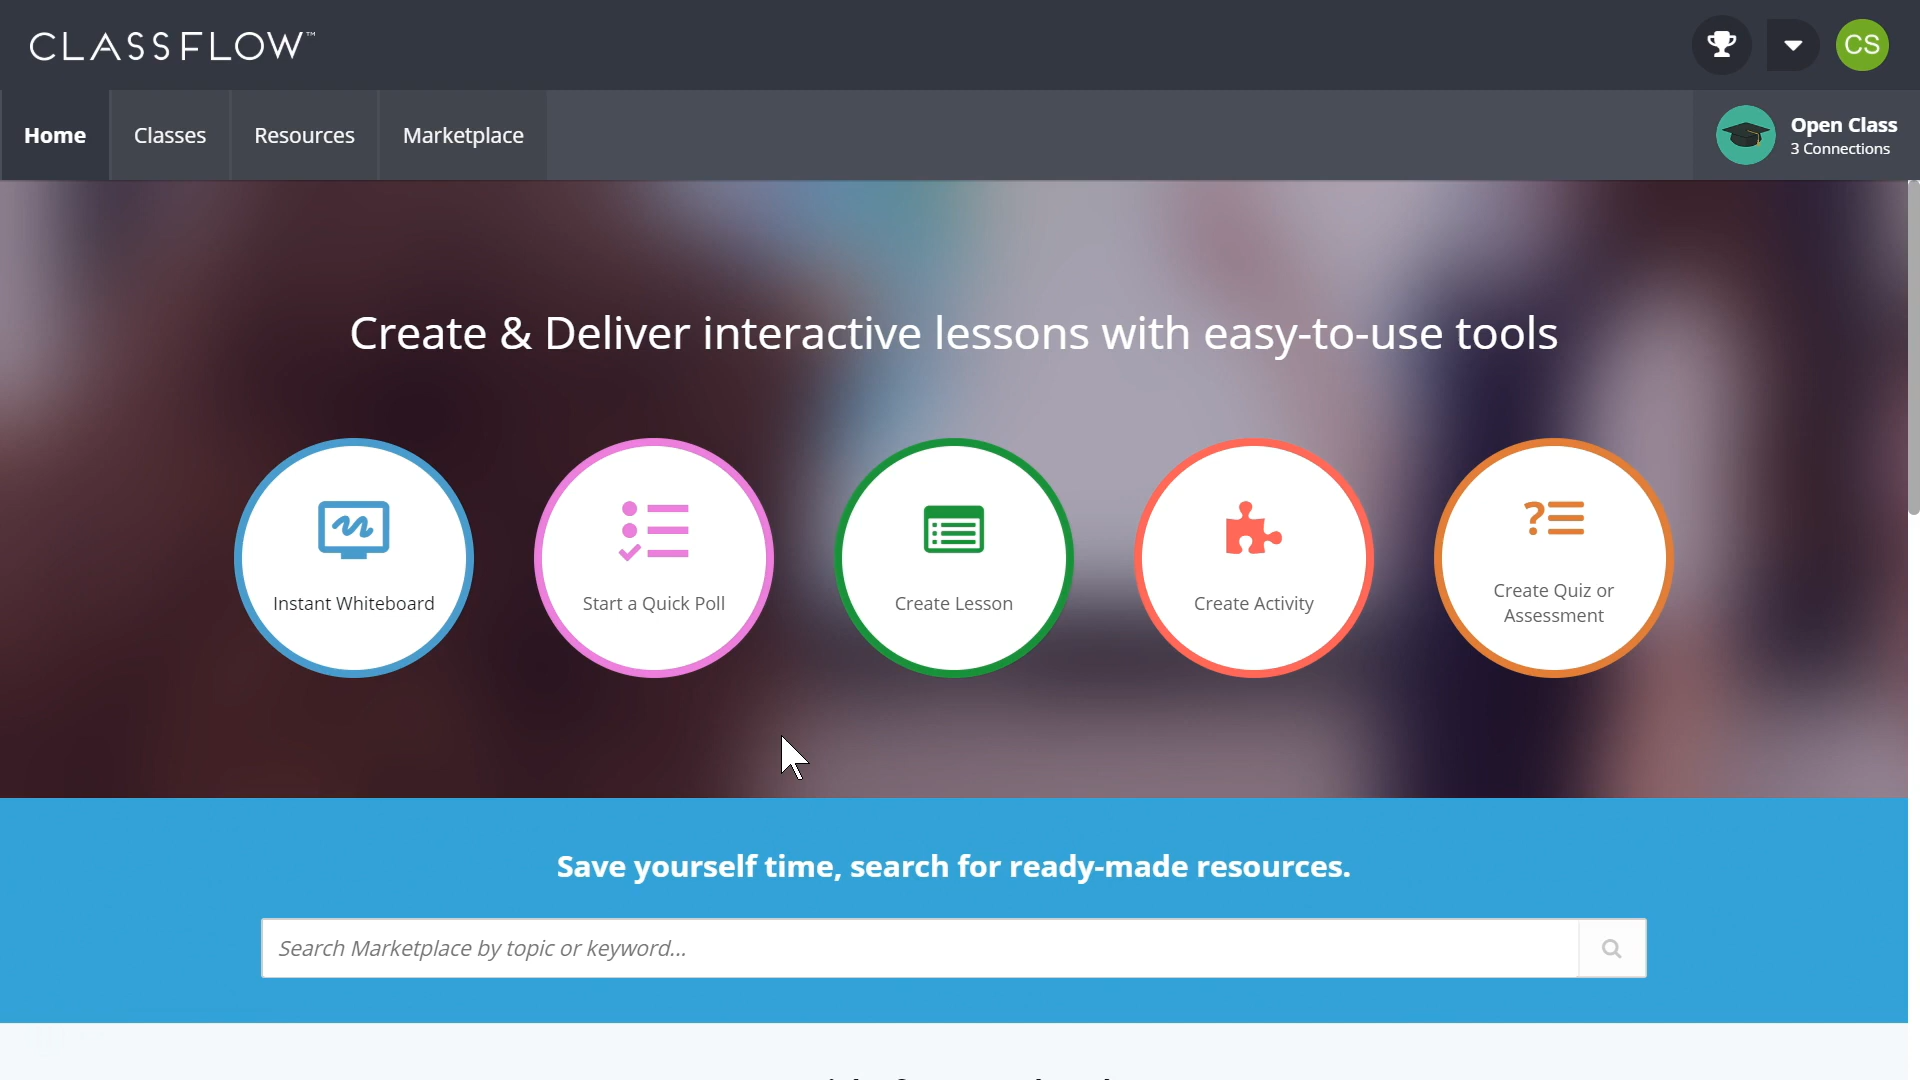 CLASSFLOW™
CS
Home
Classes
Resources
Marketplace
Open Class
3 Connections
Create & Deliver interactive lessons with easy-to-use tools
Instant Whiteboard
Start a Quick Poll
Create Lesson
Create Activity
Create Quiz or
Assessment
Save yourself time, search for ready-made resources.
Search Marketplace by topic or keyword...